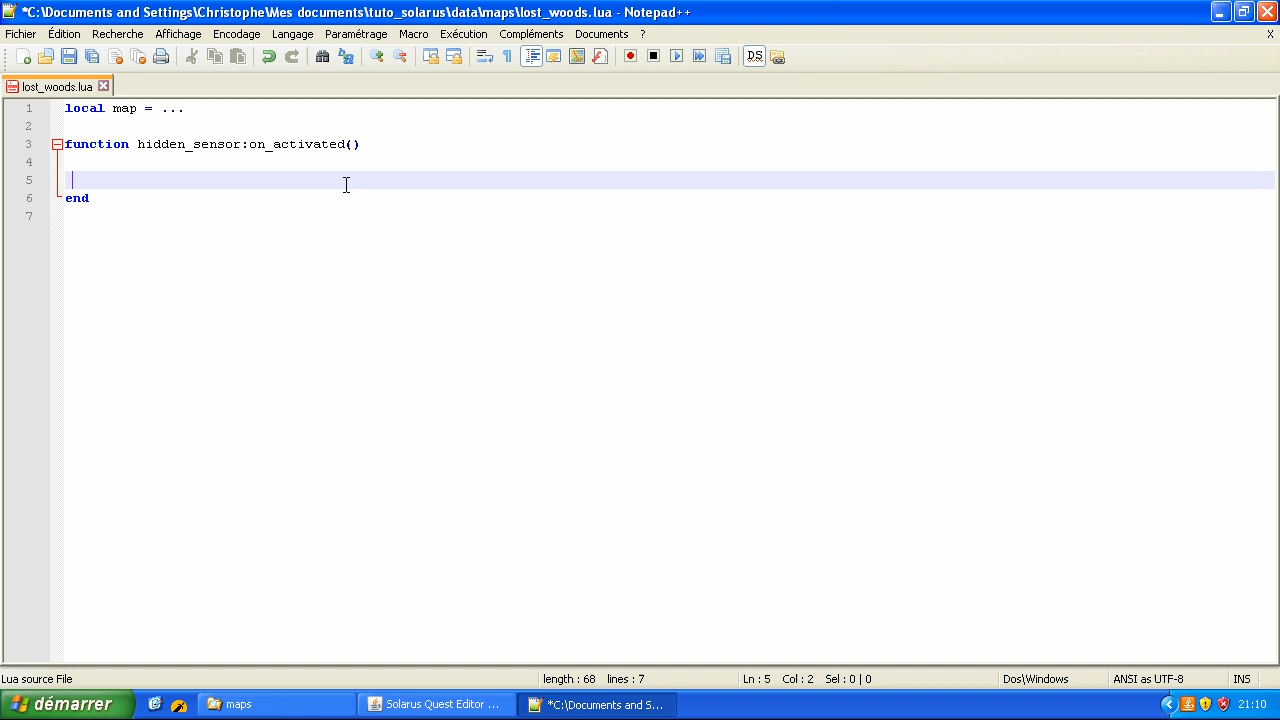 *C:\Documents and Settings\Christophe\Mes documents\tuto_solarus\data\maps\lost_woods.lua - Notepad++
Fichier Édition Recherche Affichage Encodage Langage Paramétrage Macro Exécution Compléments Documents ? X
lost_woods.lua
1 local map = ...
2
3 function hidden_sensor:on_activated()
4
5
6 end
7
Lua source File length : 68 lines : 7 Ln : 5 Col : 2 Sel : 0 | 0 Dos\Windows ANSI as UTF-8 INS
démarrer maps Solarus Quest Editor ... *C:\Documents and S... 21:10